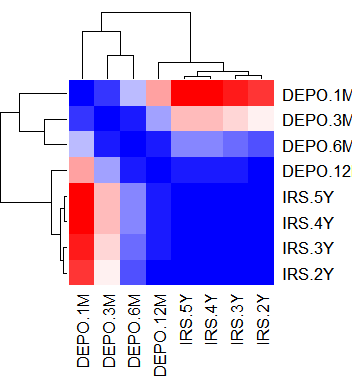 DEPO.1M
DEPO.3M
DEPO.6M
DEPO.12
IRS.5Y
IRS.4Y
IRS.3Y
IRS.2Y
DEPO.1M
DEPO.3M
DEPO.6M
DEPO.12M
IRS.5Y
IRS.4Y
IRS.3Y
IRS.2Y